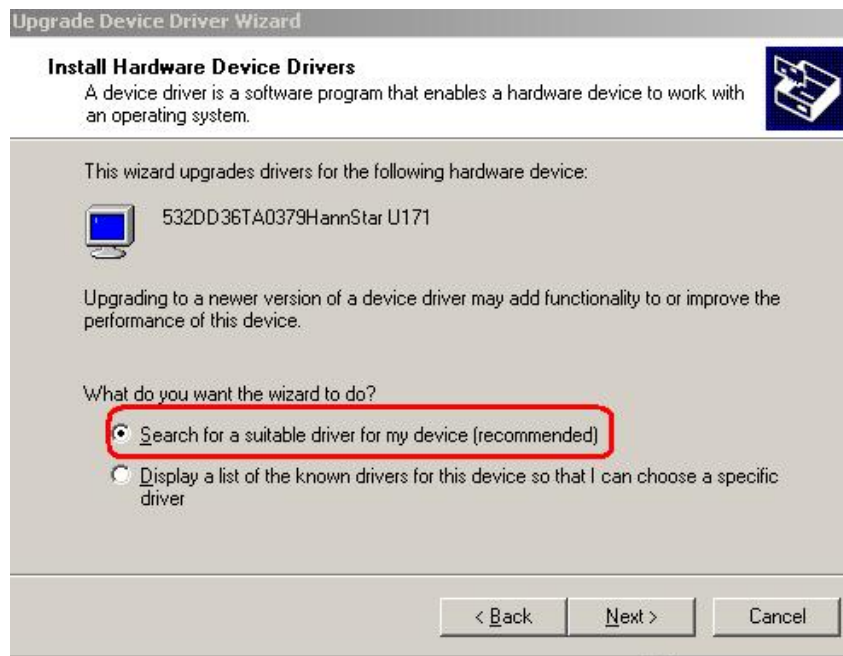 Upgrade Device Driver Wizard
Install Hardware Device Drivers
A device driver is a software program that enables a hardware device to work with
an operating system.
This wizard upgrades drivers for the following hardware device:
532DD36TA0379HannStar U171
Upgrading to a newer version of a device driver may add functionality to or improve the
performance of this device.
What do you want the wizard to do?
Search for a suitable driver for my device (recommended)
Display a list of the known drivers for this device so that I can choose a specific
driver
< Back
Next >
Cancel